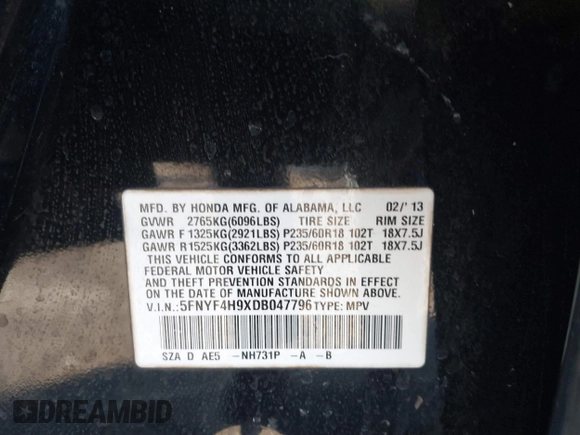 MFD. BY HONDA MFG. OF ALABAMA, LLC 02/'13
GVWR 2765KG(6096LBS) TIRE SIZE RIM SIZE
GAWR F 1325KG(2921LBS) P235/60R18 102T 18X7.5J
GAWR R 1525KG(3362LBS) P235/60R18 102T 18X7.5J
THIS VEHICLE CONFORMS TO ALL APPLICABLE
FEDERAL MOTOR VEHICLE SAFETY
AND THEFT PREVENTION STANDARDS IN EFFECT
ON THE DATE OF MANUFACTURE SHOWN ABOVE.
V.I.N.: 5FNYF4H9XDB047796 TYPE: MPV
SZA D AE5 -NH731P -A -B
DREAMBID